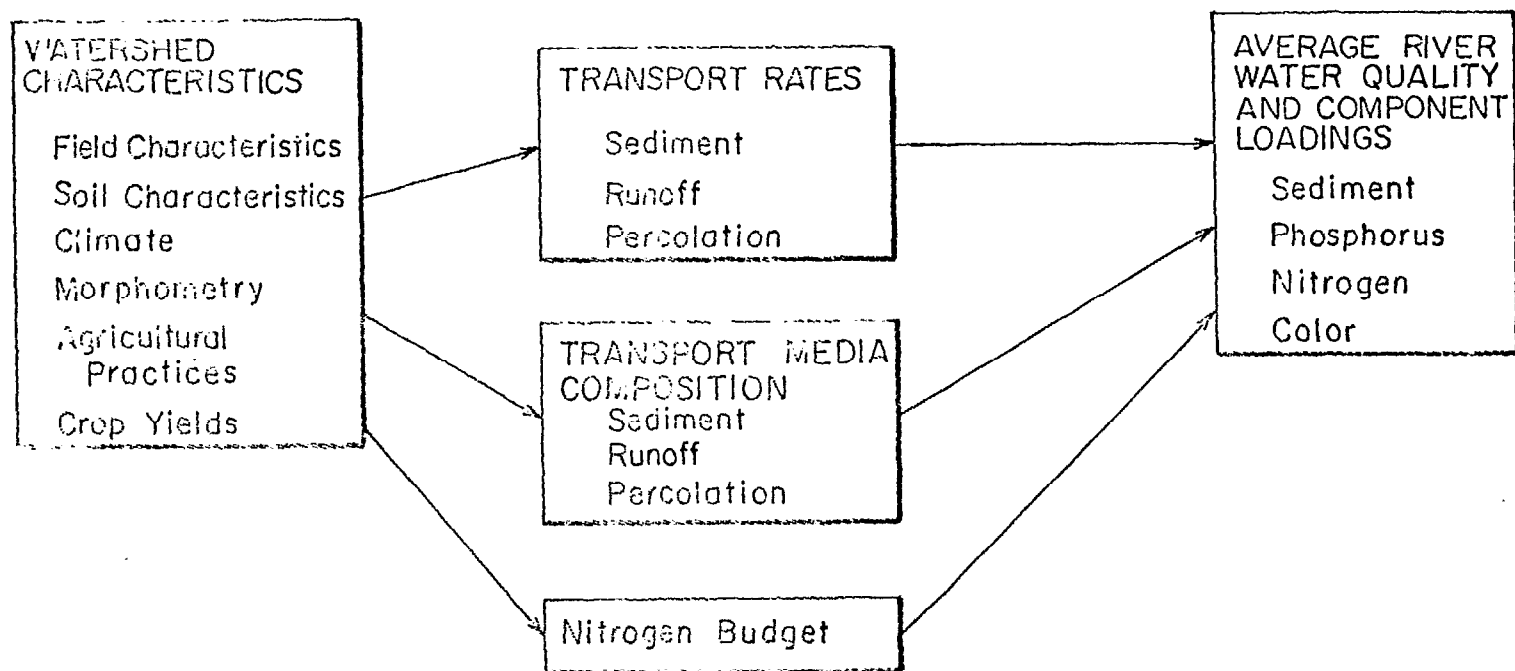 WATERSHED
CHARACTERISTICS
Field Characteristics
Soil Characteristics
Climate
Morphometry
Agricultural
Practices
Crop Yields
TRANSPORT RATES
Sediment
Runoff
Percolation
TRANSPORT MEDIA
COMPOSITION
Sediment
Runoff
Percolation
Nitrogen Budget
AVERAGE RIVER
WATER QUALITY
AND COMPONENT
LOADINGS
Sediment
Phosphorus
Nitrogen
Color